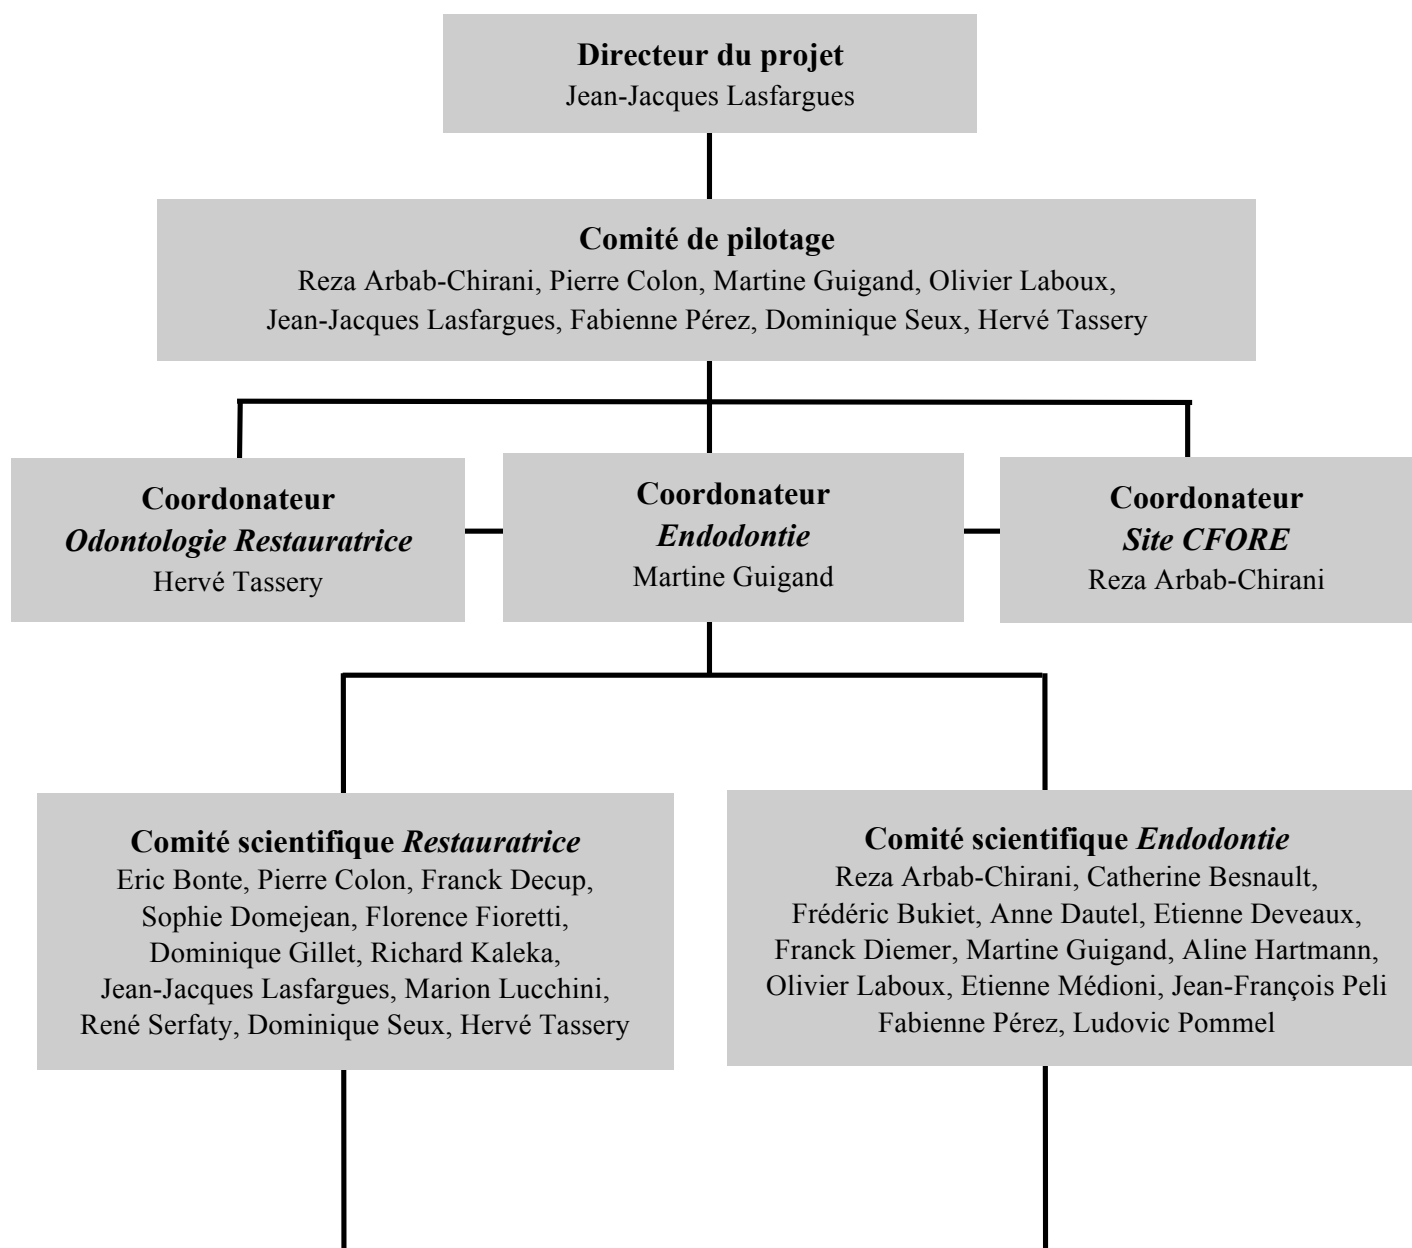 Directeur du projet
Jean-Jacques Lasfargues
Comité de pilotage
Reza Arbab-Chirani, Pierre Colon, Martine Guigand, Olivier Laboux,
Jean-Jacques Lasfargues, Fabienne Pérez, Dominique Seux, Hervé Tassery
Coordonateur
Odontologie Restauratrice
Hervé Tassery
Coordonateur
Endodontie
Martine Guigand
Coordonateur
Site CFORE
Reza Arbab-Chirani
Comité scientifique Restauratrice
Eric Bonte, Pierre Colon, Franck Decup,
Sophie Domejean, Florence Fioretti,
Dominique Gillet, Richard Kaleka,
Jean-Jacques Lasfargues, Marion Lucchini,
René Serfaty, Dominique Seux, Hervé Tassery
Comité scientifique Endodontie
Reza Arbab-Chirani, Catherine Besnault,
Frédéric Bukiet, Anne Dautel, Etienne Deveaux,
Franck Diemer, Martine Guigand, Aline Hartmann,
Olivier Laboux, Etienne Médioni, Jean-François Peli
Fabienne Pérez, Ludovic Pommel